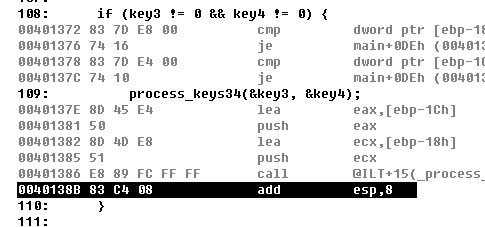 108:       if (key3 != 0 && key4 != 0) {
00401372 83 7D E8 00          cmp         dword ptr [ebp-
00401376 74 16                je          main+0DEh (00401
00401378 83 7D E4 00          cmp         dword ptr [ebp-
0040137C 74 10                je          main+0DEh (00401
109:           process_keys34(&key3, &key4);
0040137E 8D 45 E4             lea         eax,[ebp-1Ch]
00401381 50                   push        eax
00401382 8D 4D E8             lea         ecx,[ebp-18h]
00401385 51                   push        ecx
00401386 E8 89 FC FF FF       call        @ILT+15(_process_
0040138B 83 C4 08             add         esp,8
110:       }
111: